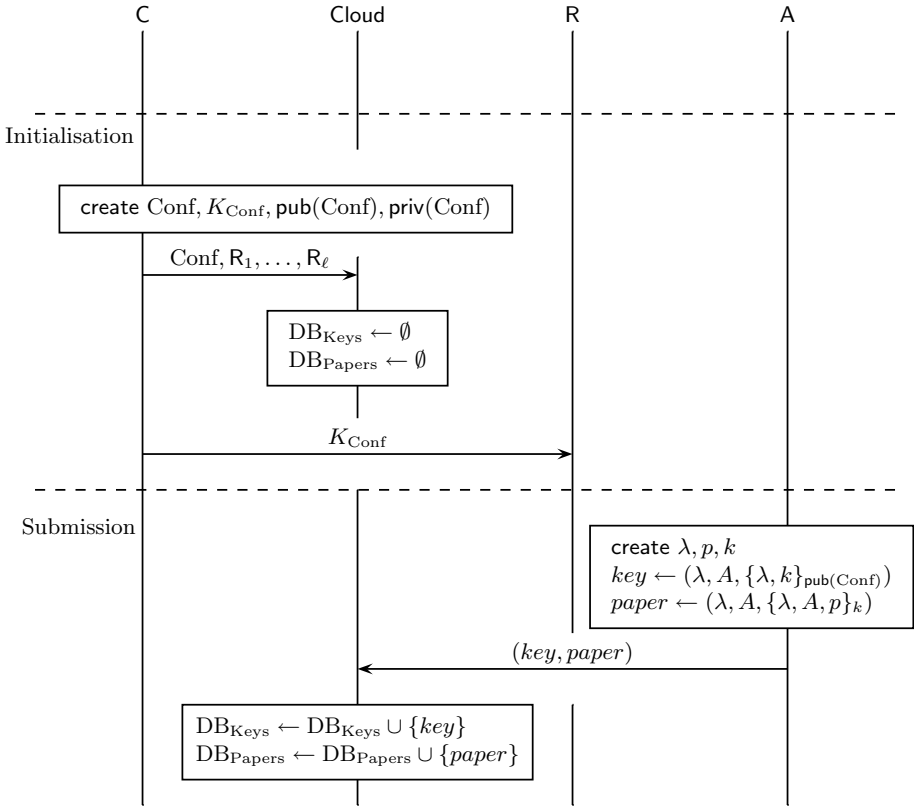 C Cloud R A
Initialisation
create Conf, K_Conf, pub(Conf), priv(Conf)
Conf, R_1, . . . , R_ℓ
DB_Keys ← ∅
DB_Papers ← ∅
K_Conf
Submission
create λ, p, k
key ← (λ, A, {λ, k}_pub(Conf))
paper ← (λ, A, {λ, A, p}_k)
(key, paper)
DB_Keys ← DB_Keys ∪ {key}
DB_Papers ← DB_Papers ∪ {paper}